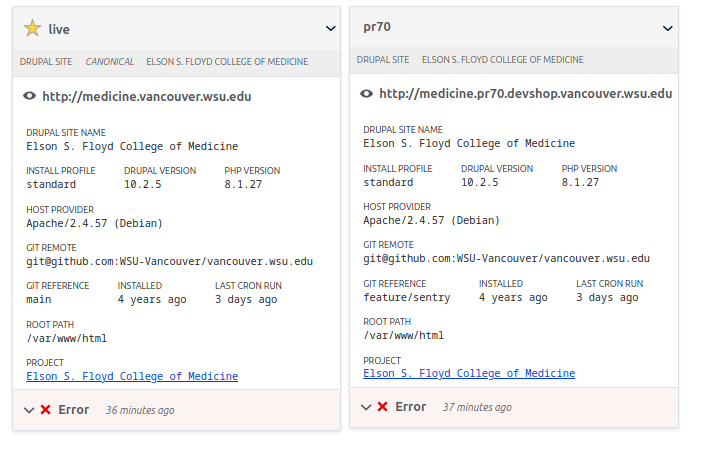 live
DRUPAL SITE CANONICAL ELSON S. FLOYD COLLEGE OF MEDICINE
http://medicine.vancouver.wsu.edu
DRUPAL SITE NAME
Elson S. Floyd College of Medicine
INSTALL PROFILE DRUPAL VERSION PHP VERSION
standard 10.2.5 8.1.27
HOST PROVIDER
Apache/2.4.57 (Debian)
GIT REMOTE
git@github.com:WSU-Vancouver/vancouver.wsu.edu
GIT REFERENCE INSTALLED LAST CRON RUN
main 4 years ago 3 days ago
ROOT PATH
/var/www/html
PROJECT
Elson S. Floyd College of Medicine
Error 36 minutes ago
pr70
DRUPAL SITE ELSON S. FLOYD COLLEGE OF MEDICINE
http://medicine.pr70.devshop.vancouver.wsu.edu
DRUPAL SITE NAME
Elson S. Floyd College of Medicine
INSTALL PROFILE DRUPAL VERSION PHP VERSION
standard 10.2.5 8.1.27
HOST PROVIDER
Apache/2.4.57 (Debian)
GIT REMOTE
git@github.com:WSU-Vancouver/vancouver.wsu.edu
GIT REFERENCE INSTALLED LAST CRON RUN
feature/sentry 4 years ago 3 days ago
ROOT PATH
/var/www/html
PROJECT
Elson S. Floyd College of Medicine
Error 37 minutes ago